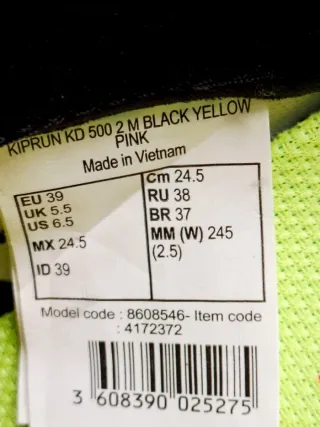 KIPRUN KD 500 2 M BLACK YELLOW
PINK
Made in Vietnam
EU 39
UK 5.5
US 6.5
MX 24.5
ID 39
Cm 24.5
RU 38
BR 37
MM (W) 245
(2.5)
Model code : 8608546- Item code
: 4172372
3 608390 025275